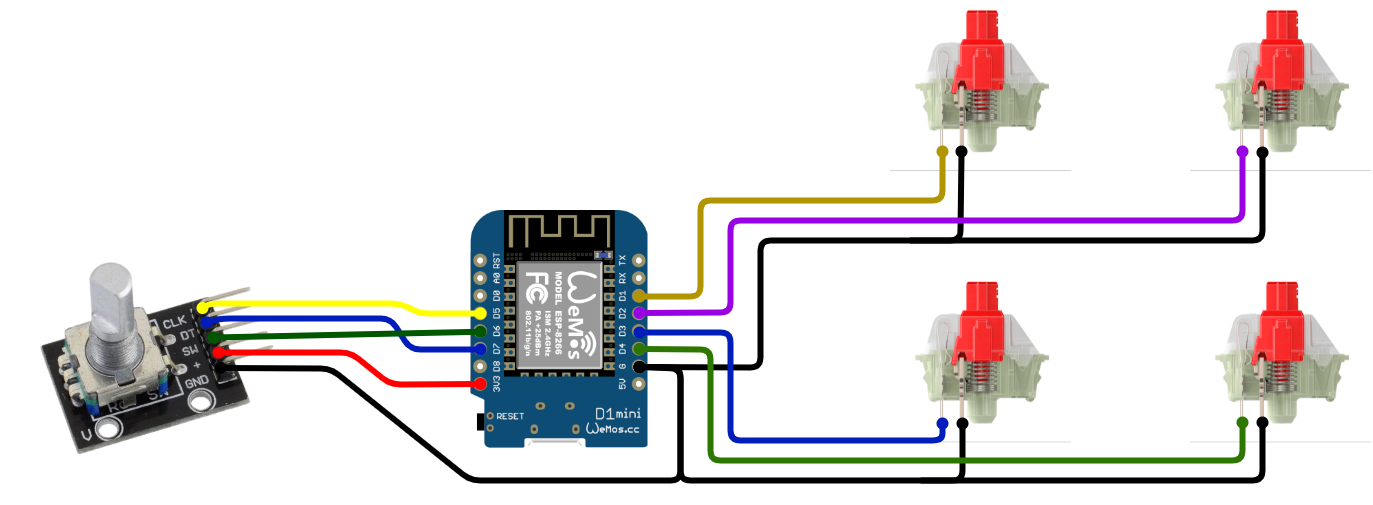 CLK
DT
SW
+
GND
RST
A0
D0
D5
D6
D7
D8
3V3
TX
RX
D1
D2
D3
D4
G
5V
WeMos
MODEL ESP-8266
ISM 2.4GHz
PA +25dBm
802.11b/g/n
FC
RESET
D1 mini
WeMos.cc